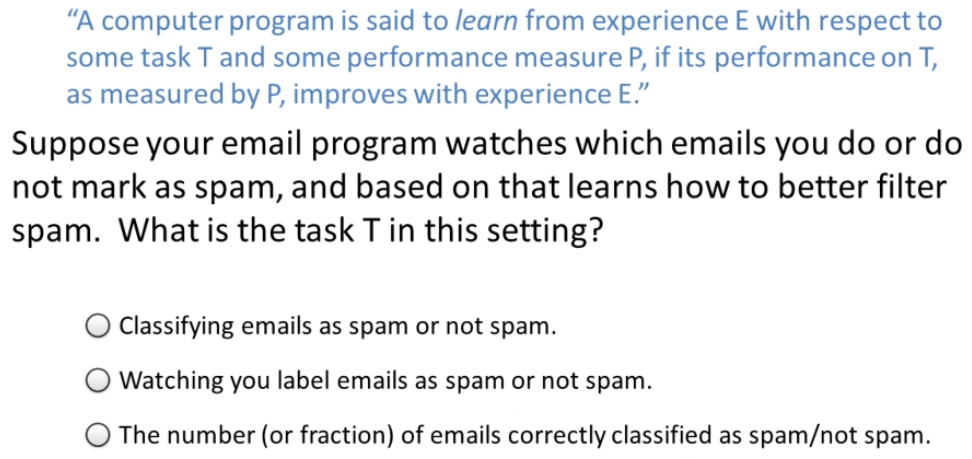 “A computer program is said to learn from experience E with respect to
some task T and some performance measure P, if its performance on T,
as measured by P, improves with experience E.”
Suppose your email program watches which emails you do or do
not mark as spam, and based on that learns how to better filter
spam.  What is the task T in this setting?
Classifying emails as spam or not spam.
Watching you label emails as spam or not spam.
The number (or fraction) of emails correctly classified as spam/not spam.